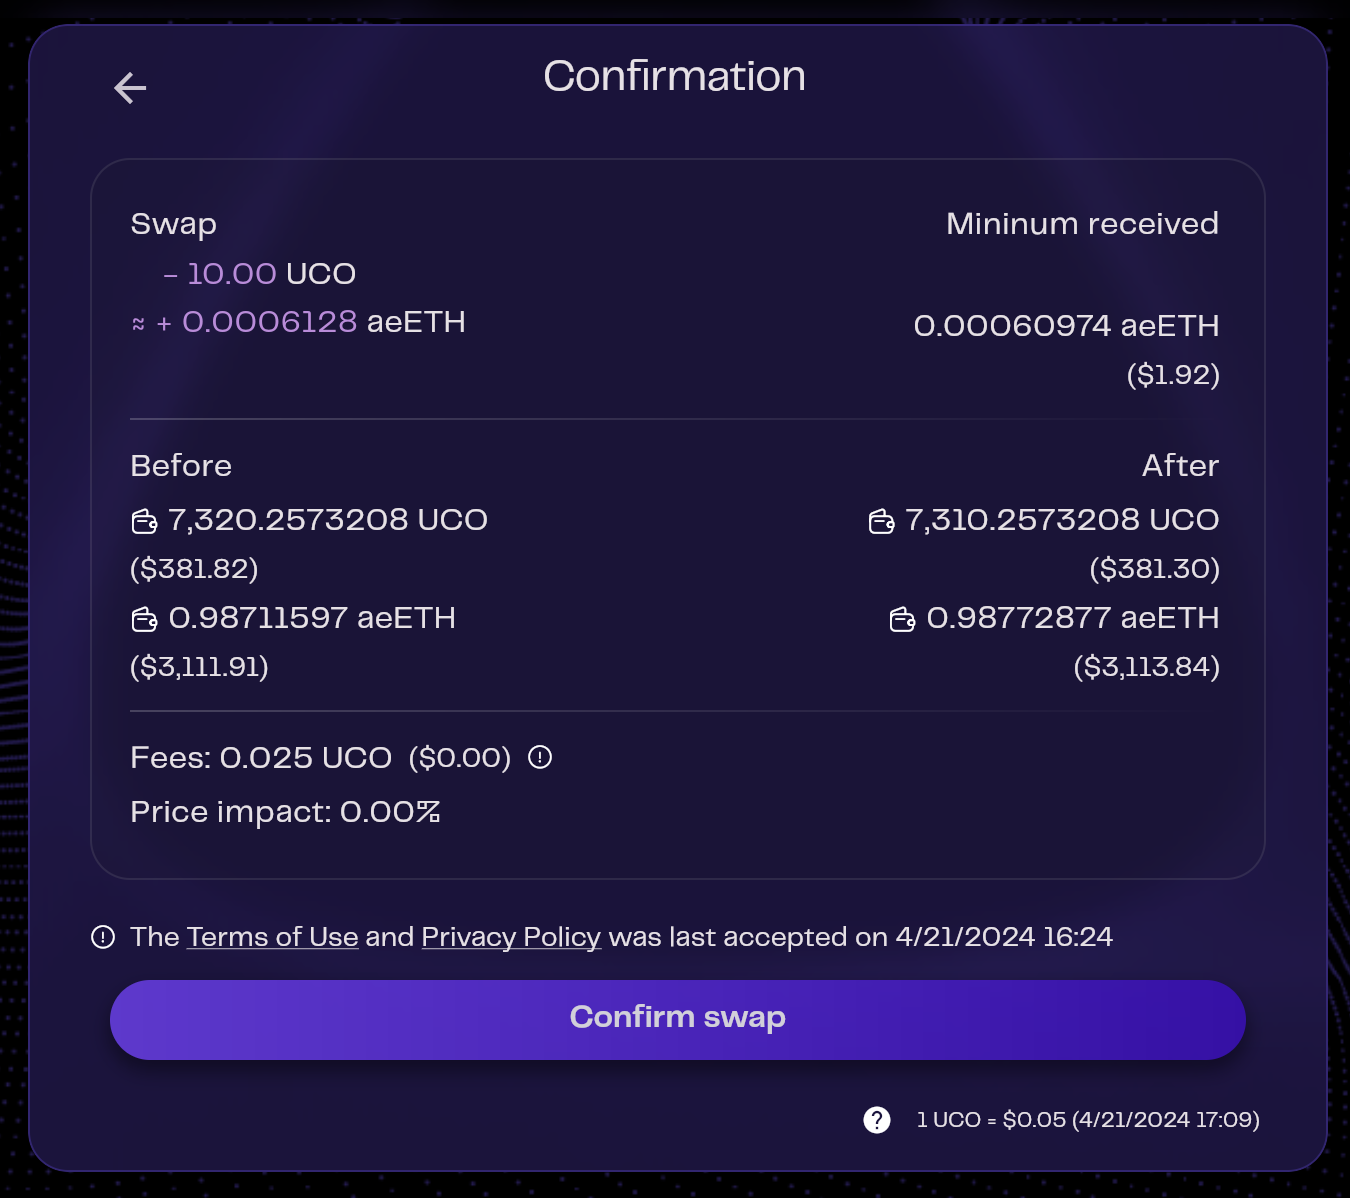 Confirmation
Swap
Mininum received
– 10.00 UCO
≈ + 0.0006128 aeETH
0.00060974 aeETH
($1.92)
Before
After
7,320.2573208 UCO
7,310.2573208 UCO
($381.82)
($381.30)
0.98711597 aeETH
0.98772877 aeETH
($3,111.91)
($3,113.84)
Fees: 0.025 UCO ($0.00)
Price impact: 0.00%
The Terms of Use and Privacy Policy was last accepted on 4/21/2024 16:24
Confirm swap
1 UCO = $0.05 (4/21/2024 17:09)